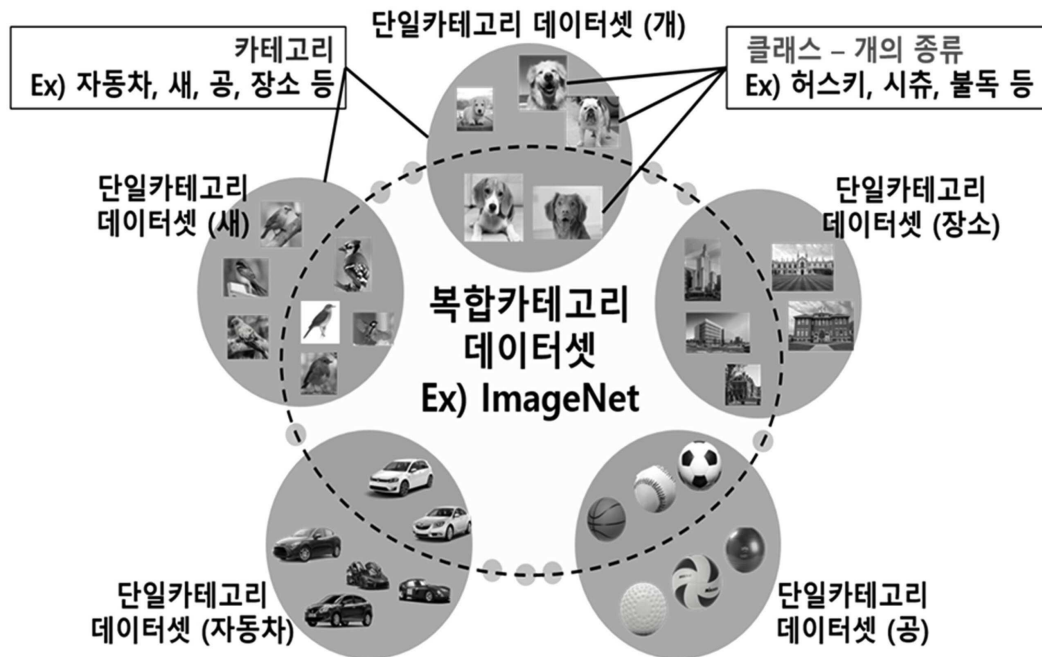 단일카테고리 데이터셋 (개)
카테고리
Ex) 자동차, 새, 공, 장소 등
클래스 – 개의 종류
Ex) 허스키, 시츄, 불독 등
단일카테고리
데이터셋 (새)
단일카테고리
데이터셋 (장소)
복합카테고리
데이터셋
Ex) ImageNet
단일카테고리
데이터셋 (자동차)
단일카테고리
데이터셋 (공)